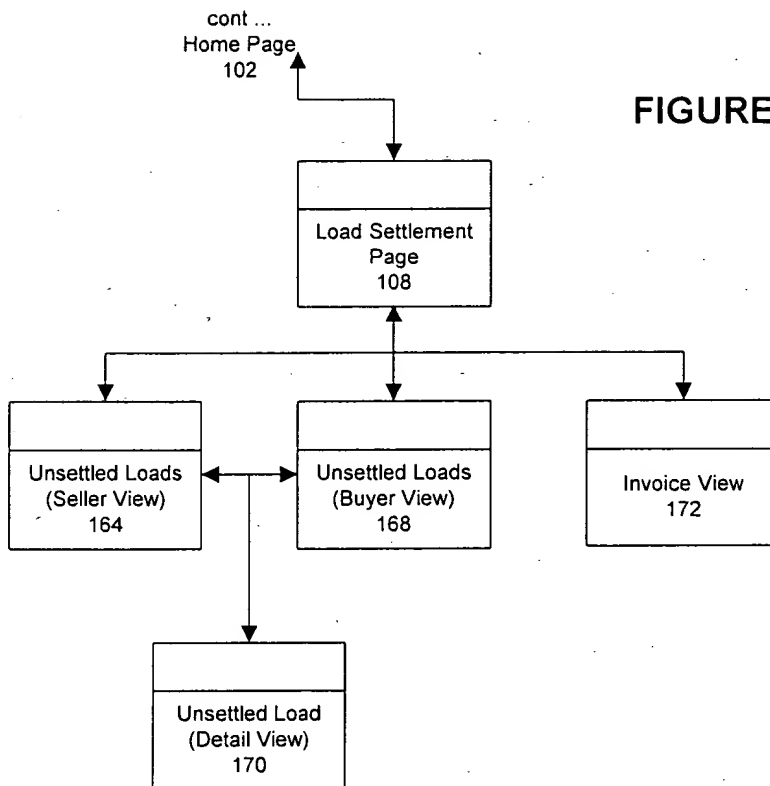 cont ...
Home Page
102
FIGURE
Load Settlement
Page
108
Unsettled Loads
(Seller View)
164
Unsettled Loads
(Buyer View)
168
Invoice View
172
Unsettled Load
(Detail View)
170